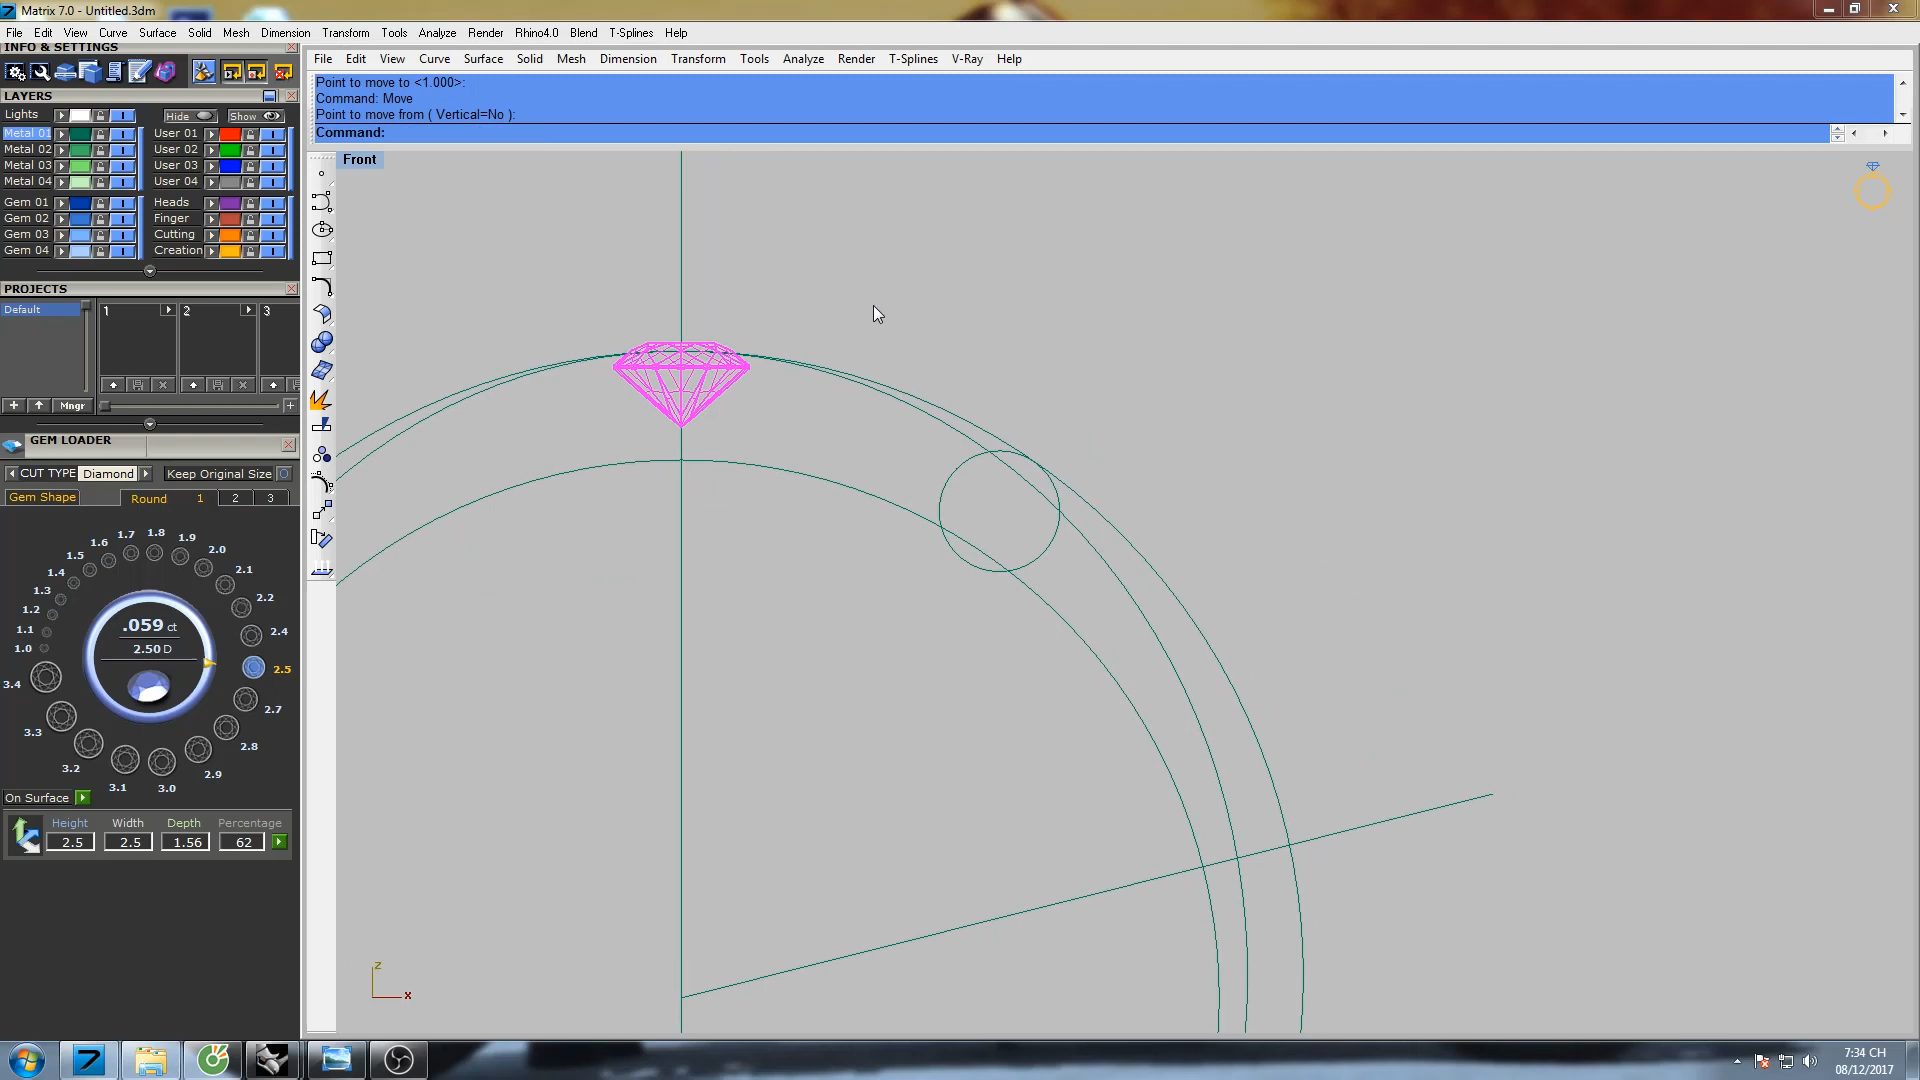 Matrix 7.0 - Untitled.3dm
File Edit View Curve Surface Solid Mesh Dimension Transform Tools Analyze Render Rhino4.0 Blend T-Splines Help
INFO & SETTINGS
LAYERS
Lights Hide Show
Metal 01 User 01
Metal 02 User 02
Metal 03 User 03
Metal 04 User 04
Gem 01 Heads
Gem 02 Finger
Gem 03 Cutting
Gem 04 Creation
PROJECTS
Default 1 2 3
Mngr
GEM LOADER
CUT TYPE Diamond Keep Original Size
Gem Shape Round 1 2 3
1.8
1.7 1.9
1.6 2.0
1.5 2.1
1.4
1.3 2.2
1.2
1.1 2.4
1.0
.059 ct
2.50 D
2.5
3.4
2.7
3.3
2.8
3.2 2.9
3.1 3.0
On Surface
Height Width Depth Percentage
2.5 2.5 1.56 62
File Edit View Curve Surface Solid Mesh Dimension Transform Tools Analyze Render T-Splines V-Ray Help
Point to move to <1.000>:
Command: Move
Point to move from ( Vertical=No ):
Command:
Front
z
x
7:34 CH
08/12/2017